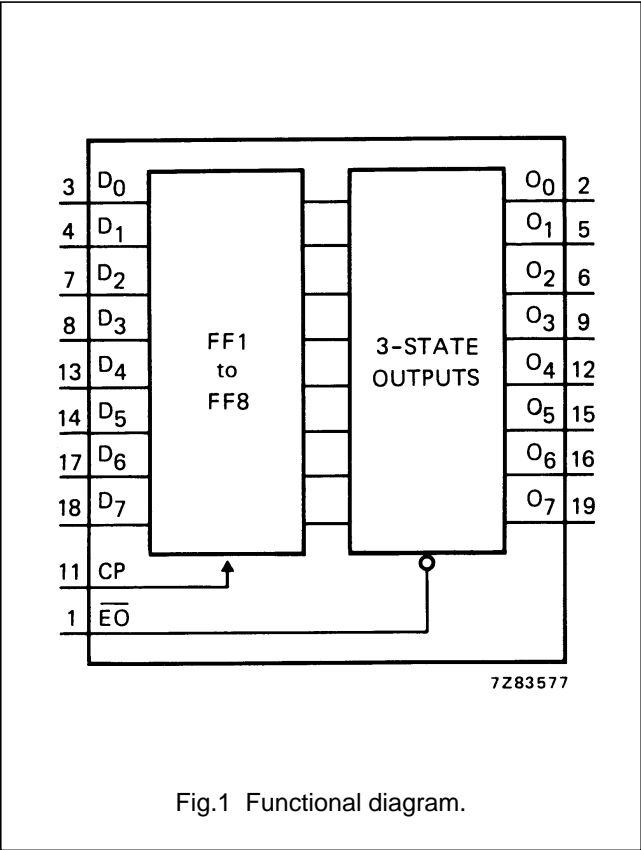 3 D0 O0 2
4 D1 O1 5
7 D2 O2 6
8 D3 O3 9
13 D4 O4 12
14 D5 O5 15
17 D6 O6 16
18 D7 O7 19
FF1
to
FF8
3-STATE
OUTPUTS
11 CP
1 E̅O̅
7Z83577
Fig.1 Functional diagram.